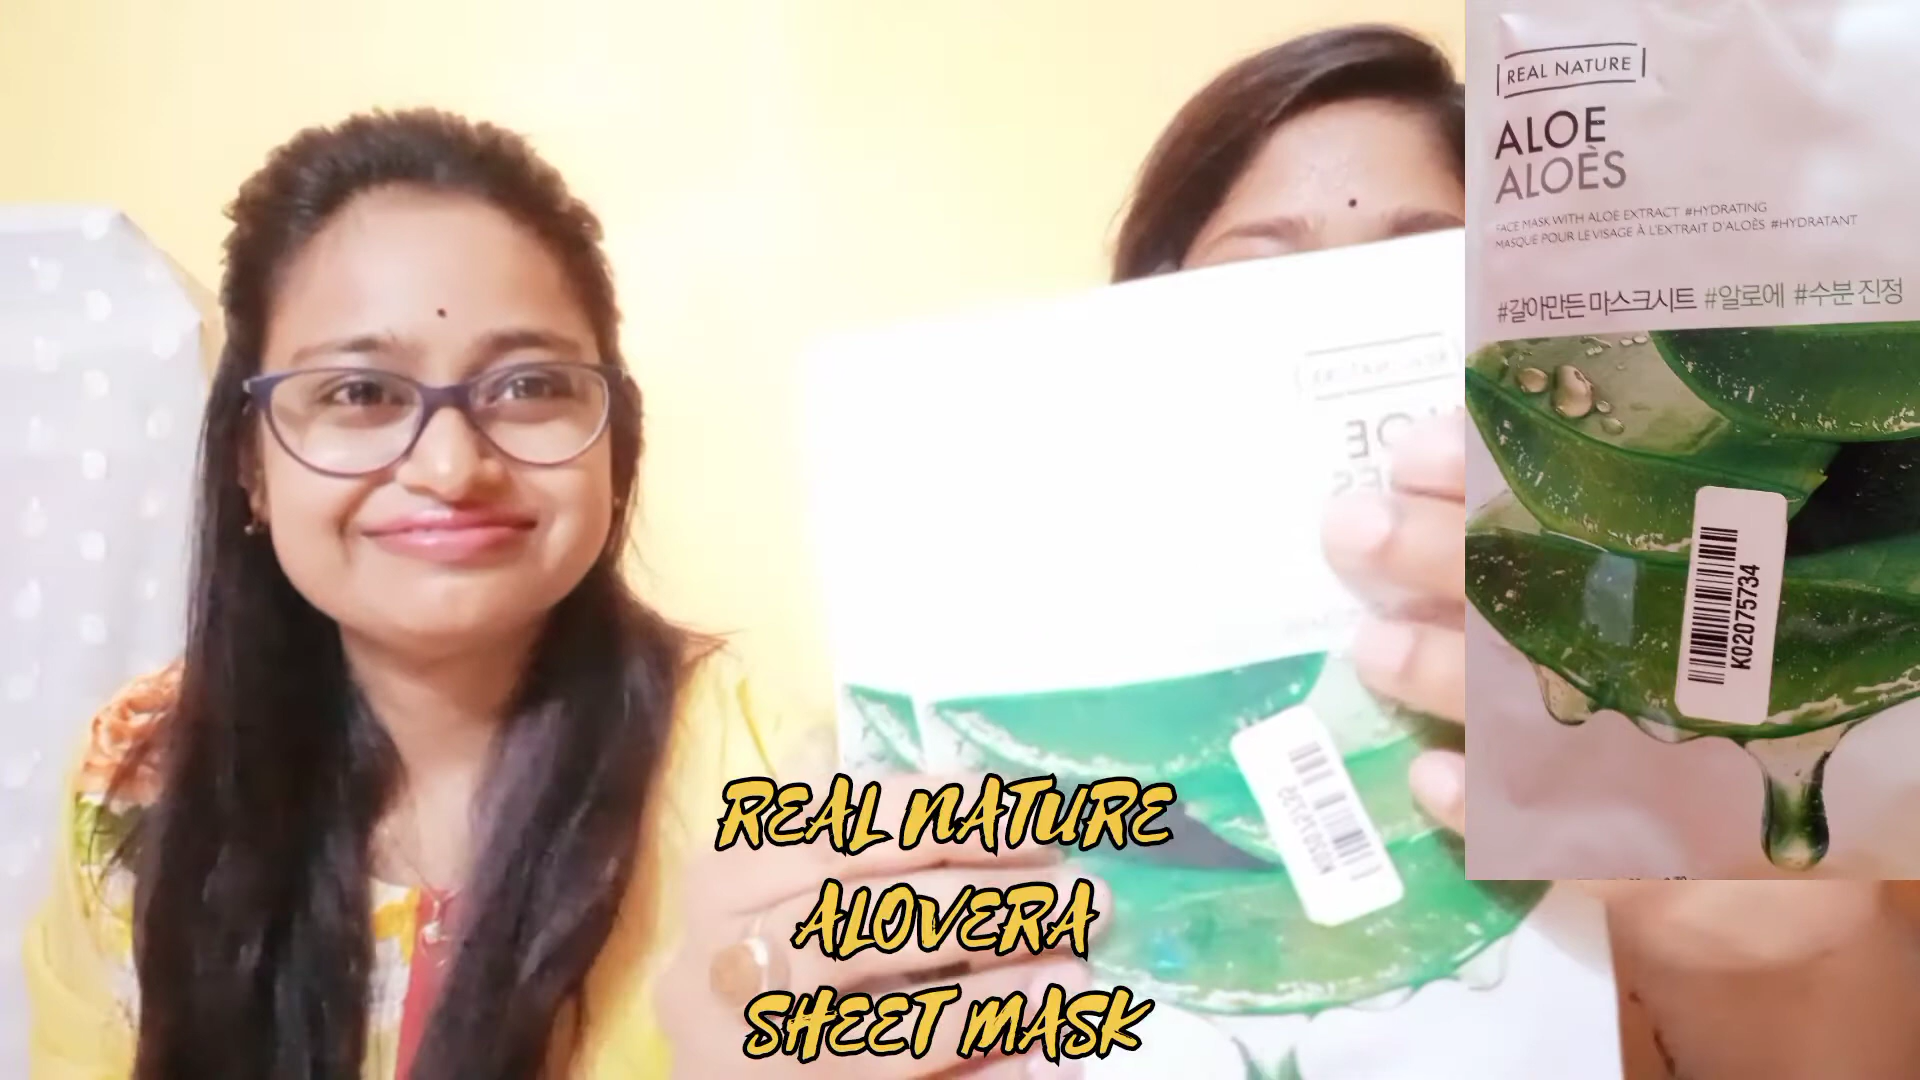 REAL NATURE
ALOE
ALOÈS
FACE MASK WITH ALOE EXTRACT #HYDRATING
MASQUE POUR LE VISAGE À L'EXTRAIT D'ALOÈS #HYDRATANT
#갈아만든 마스크시트 #알로에 #수분 진정
K02075734
REAL NATURE
ALOVERA
SHEET MASK